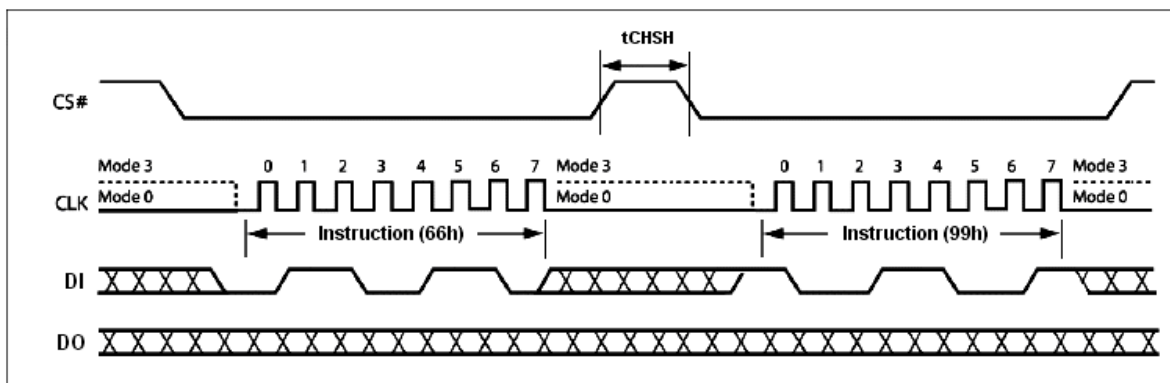 tCHSH
CS#
Mode 3 0 1 2 3 4 5 6 7 Mode 3 0 1 2 3 4 5 6 7 Mode 3
CLK Mode 0 Mode 0 Mode 0
Instruction (66h) Instruction (99h)
DI
DO